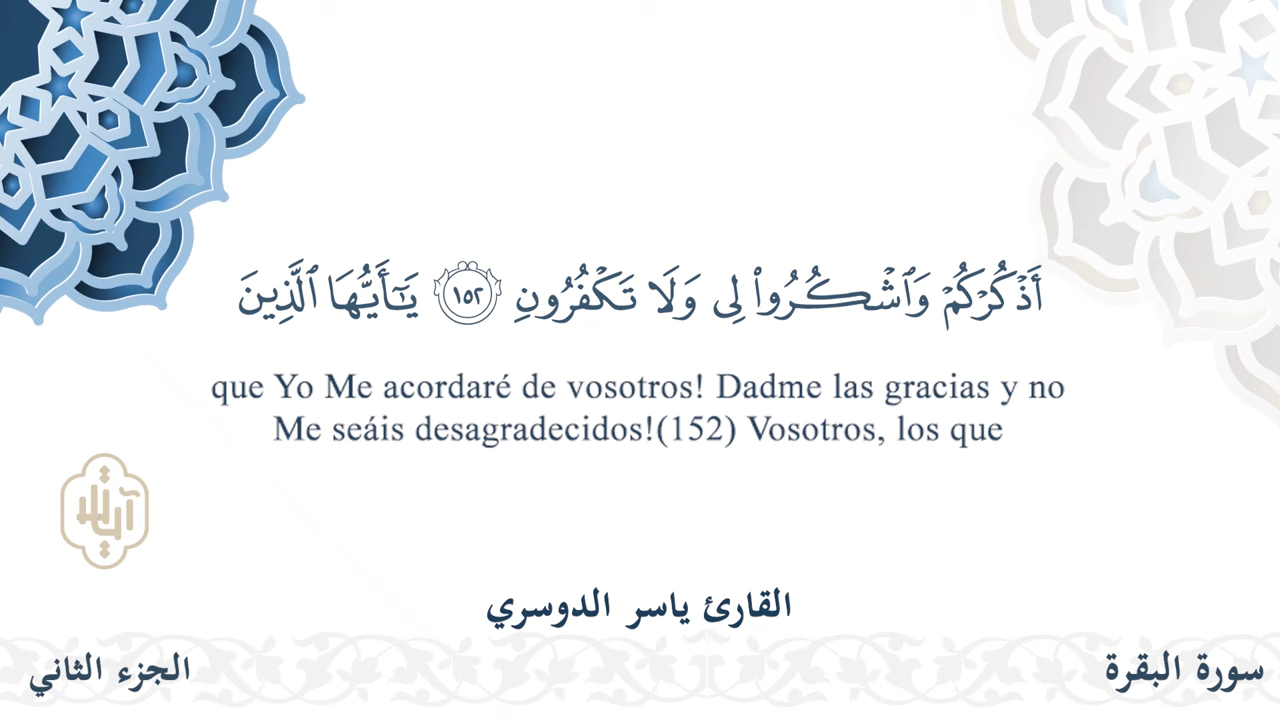 أَذۡكُرۡكُمۡ وَٱشۡكُرُواْ لِي وَلَا تَكۡفُرُونِ ١٥٢ يَٰٓأَيُّهَا ٱلَّذِينَ
que Yo Me acordaré de vosotros! Dadme las gracias y no
Me seáis desagradecidos!(152) Vosotros, los que
القارئ ياسر الدوسري
سورة البقرة
الجزء الثاني